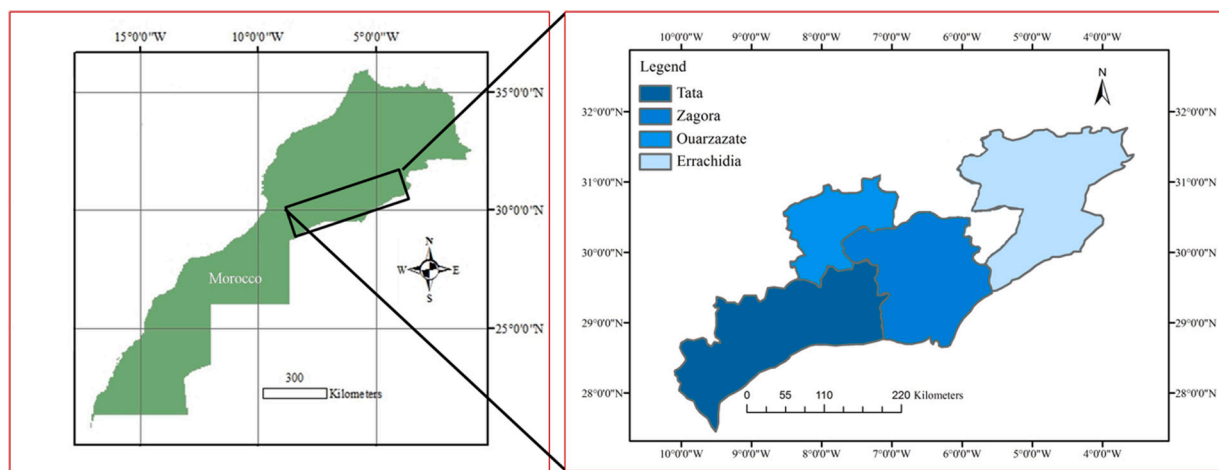 15°0'0"W 10°0'0"W 5°0'0"W
35°0'0"N
30°0'0"N
25°0'0"N
Morocco
N
W E
S
300
Kilometers
10°0'0"W 9°0'0"W 8°0'0"W 7°0'0"W 6°0'0"W 5°0'0"W 4°0'0"W
Legend
Tata
Zagora
Ouarzazate
Errachidia
N
32°0'0"N 32°0'0"N
31°0'0"N 31°0'0"N
30°0'0"N 30°0'0"N
29°0'0"N 29°0'0"N
28°0'0"N 28°0'0"N
0 55 110 220 Kilometers
10°0'0"W 9°0'0"W 8°0'0"W 7°0'0"W 6°0'0"W 5°0'0"W 4°0'0"W